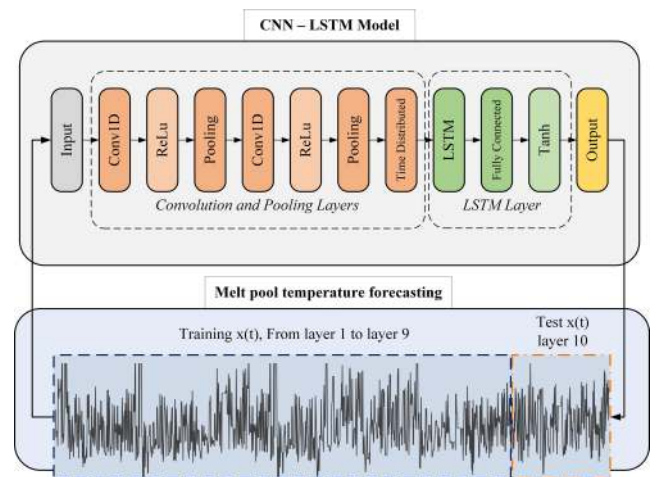 CNN – LSTM Model
Input
Conv1D
ReLu
Pooling
Conv1D
ReLu
Pooling
Time Distributed
LSTM
Fully Connected
Tanh
Output
Convolution and Pooling Layers
LSTM Layer
Melt pool temperature forecasting
Training x(t), From layer 1 to layer 9
Test x(t)
layer 10